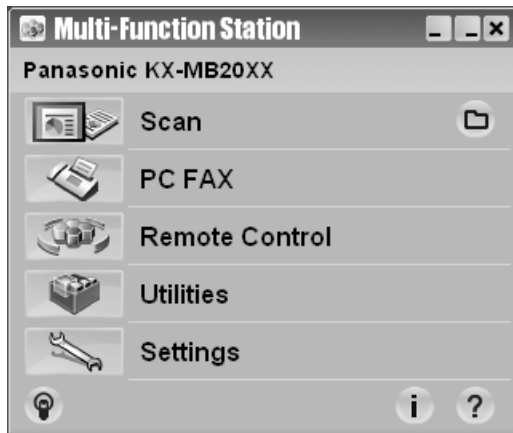 Multi-Function Station
Panasonic KX-MB20XX
Scan
PC FAX
Remote Control
Utilities
Settings
i ?